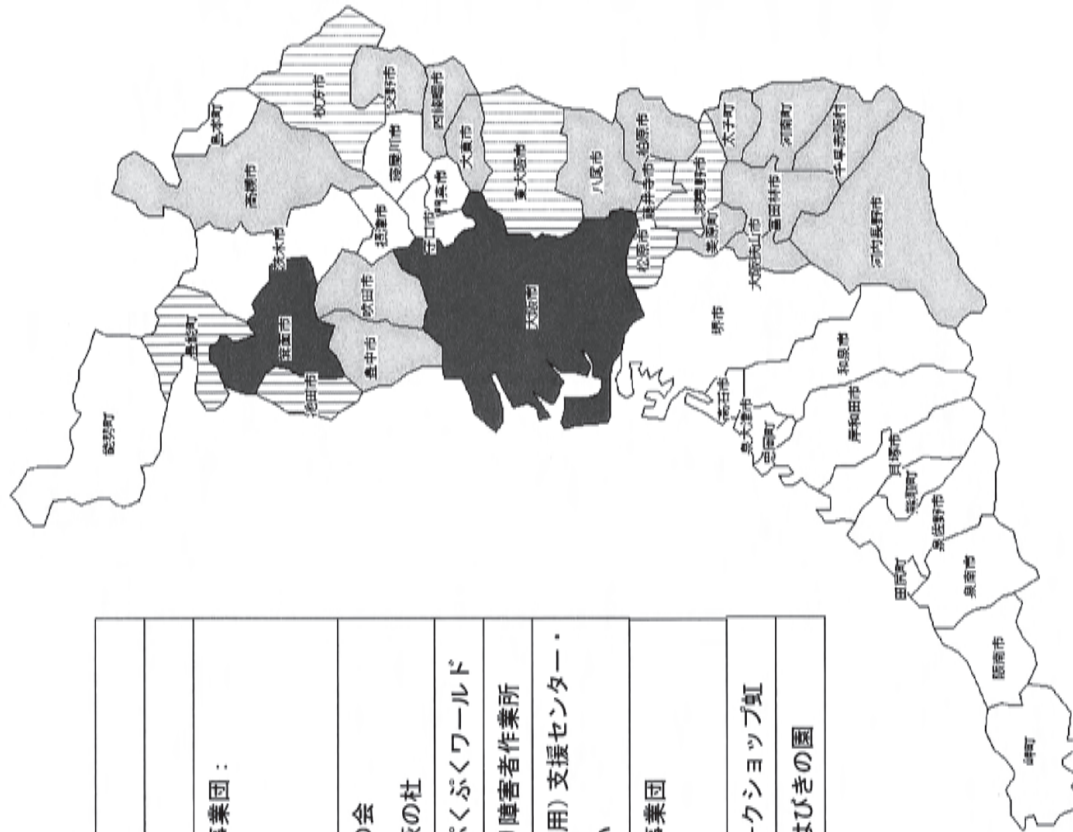 事業団：
の会
萩の杜
ぷくぷくワールド
障害者作業所
用）支援センター・
い
事業団
ークショップ虹
はびきの園
能勢町
豊能町
池田市
箕面市
茨木市
高槻市
島本町
枚方市
交野市
寝屋川市
摂津市
吹田市
豊中市
守口市
門真市
四條畷市
大東市
東大阪市
大阪市
八尾市
柏原市
藤井寺市
松原市
羽曳野市
美原町
太子町
河南町
千早赤阪村
富田林市
大阪狭山市
河内長野市
堺市
高石市
泉大津市
忠岡町
和泉市
岸和田市
貝塚市
熊取町
泉佐野市
田尻町
泉南市
阪南市
岬町